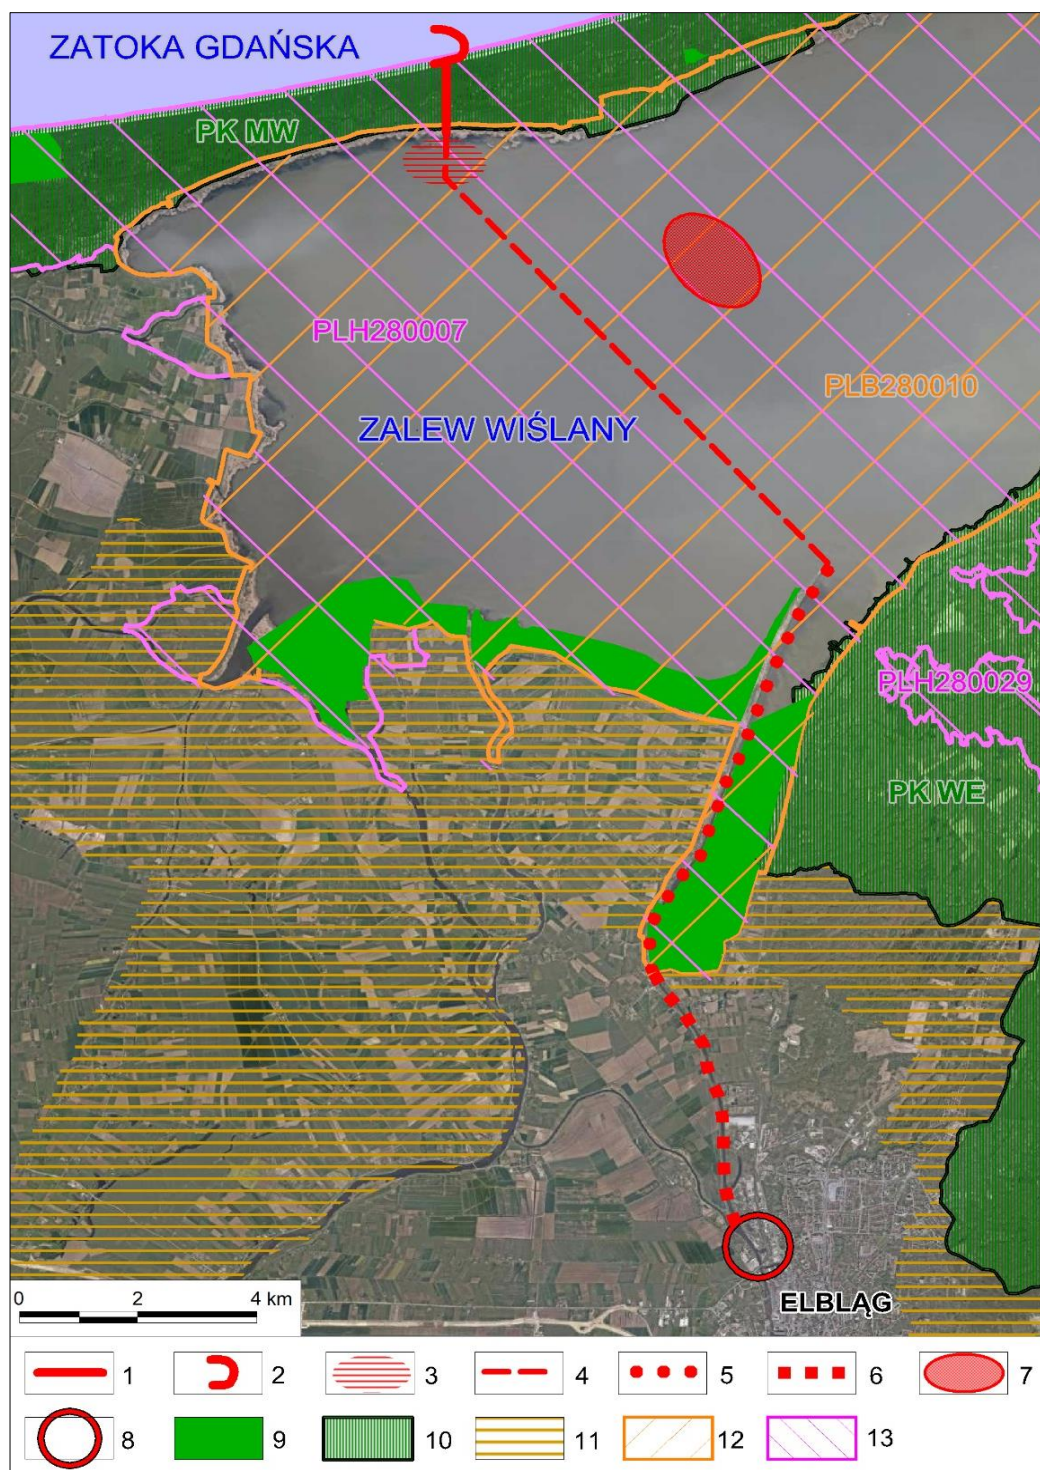 ZATOKA GDAŃSKA
PK MW
PLH280007
PLB280010
ZALEW WIŚLANY
PLH280029
PK WE
0 2 4 km
ELBLĄG
1 2 3 4 5 6 7
8 9 10 11 12 13